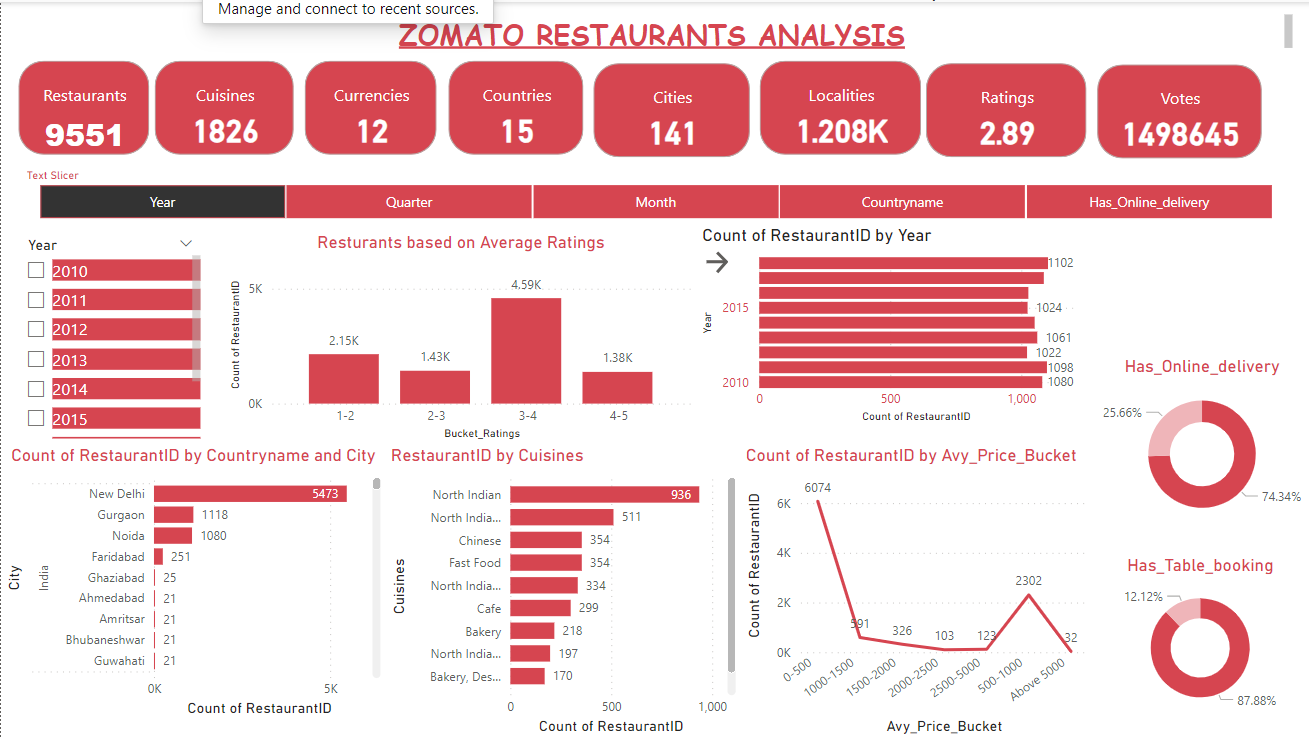 Manage and connect to recent sources.
ZOMATO RESTAURANTS ANALYSIS
Restaurants
9551
Cuisines
1826
Currencies
12
Countries
15
Cities
141
Localities
1.208K
Ratings
2.89
Votes
1498645
Text Slicer
Year
Quarter
Month
Countryname
Has_Online_delivery
Year
2010
2011
2012
2013
2014
2015
Resturants based on Average Ratings
Count of RestaurantID
5K
0K
2.15K
1.43K
4.59K
1.38K
1-2
2-3
3-4
4-5
Bucket_Ratings
Count of RestaurantID by Year
Year
2015
2010
1102
1024
1061
1022
1098
1080
0
500
1,000
Count of RestaurantID
Has_Online_delivery
25.66%
74.34%
Count of RestaurantID by Countryname and City
City
India
New Delhi 5473
Gurgaon 1118
Noida 1080
Faridabad 251
Ghaziabad 25
Ahmedabad 21
Amritsar 21
Bhubaneshwar 21
Guwahati 21
0K
5K
Count of RestaurantID
RestaurantID by Cuisines
Cuisines
North Indian 936
North India... 511
Chinese 354
Fast Food 354
North India... 334
Cafe 299
Bakery 218
North India... 197
Bakery, Des... 170
0
500
1,000
Count of RestaurantID
Count of RestaurantID by Avy_Price_Bucket
Count of RestaurantID
6K
4K
2K
0K
6074
591
326
103
123
2302
32
0-500
1000-1500
1500-2000
2000-2500
2500-5000
500-1000
Above 5000
Avy_Price_Bucket
Has_Table_booking
12.12%
87.88%